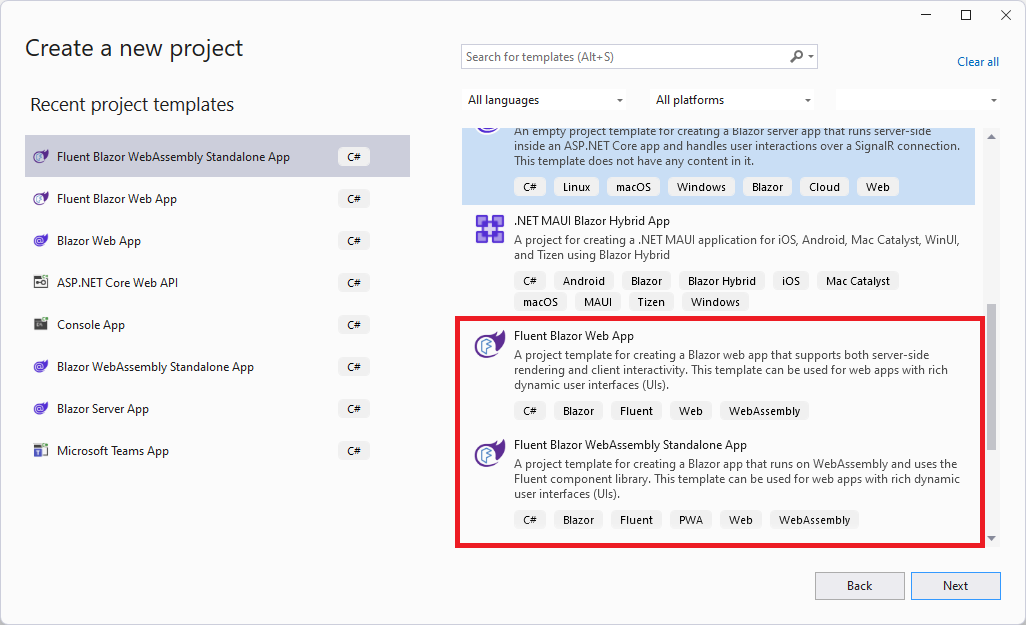 Create a new project
Search for templates (Alt+S)
Clear all
Recent project templates
All languages
All platforms
Fluent Blazor WebAssembly Standalone App C#
Fluent Blazor Web App C#
Blazor Web App C#
ASP.NET Core Web API C#
Console App C#
Blazor WebAssembly Standalone App C#
Blazor Server App C#
Microsoft Teams App C#
An empty project template for creating a Blazor server app that runs server-side
inside an ASP.NET Core app and handles user interactions over a SignalR connection.
This template does not have any content in it.
C# Linux macOS Windows Blazor Cloud Web
.NET MAUI Blazor Hybrid App
A project for creating a .NET MAUI application for iOS, Android, Mac Catalyst, WinUI,
and Tizen using Blazor Hybrid
C# Android Blazor Blazor Hybrid iOS Mac Catalyst
macOS MAUI Tizen Windows
Fluent Blazor Web App
A project template for creating a Blazor web app that supports both server-side
rendering and client interactivity. This template can be used for web apps with rich
dynamic user interfaces (UIs).
C# Blazor Fluent Web WebAssembly
Fluent Blazor WebAssembly Standalone App
A project template for creating a Blazor app that runs on WebAssembly and uses the
Fluent component library. This template can be used for web apps with rich dynamic
user interfaces (UIs).
C# Blazor Fluent PWA Web WebAssembly
Back
Next